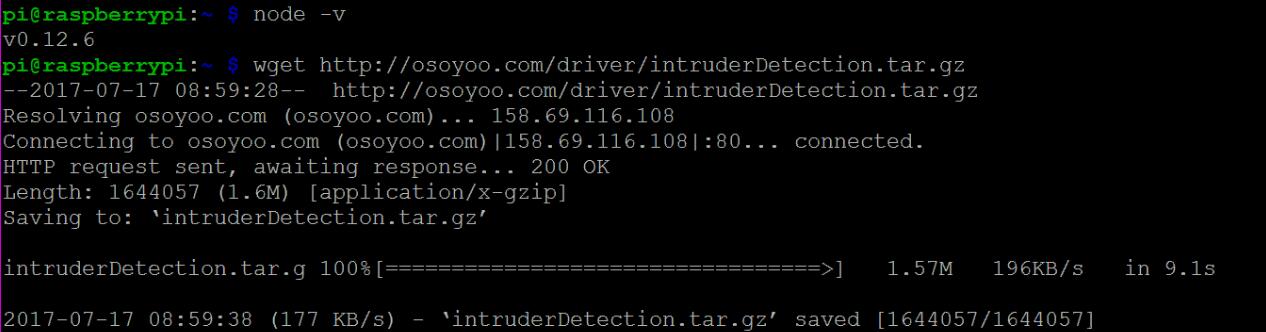 pi@raspberrypi:~ $ node -v
v0.12.6
pi@raspberrypi:~ $ wget http://osoyoo.com/driver/intruderDetection.tar.gz
--2017-07-17 08:59:28--  http://osoyoo.com/driver/intruderDetection.tar.gz
Resolving osoyoo.com (osoyoo.com)... 158.69.116.108
Connecting to osoyoo.com (osoyoo.com)|158.69.116.108|:80... connected.
HTTP request sent, awaiting response... 200 OK
Length: 1644057 (1.6M) [application/x-gzip]
Saving to: ‘intruderDetection.tar.gz’
intruderDetection.tar.g 100%[=================================>]   1.57M   196KB/s   in 9.1s
2017-07-17 08:59:38 (177 KB/s) - ‘intruderDetection.tar.gz’ saved [1644057/1644057]